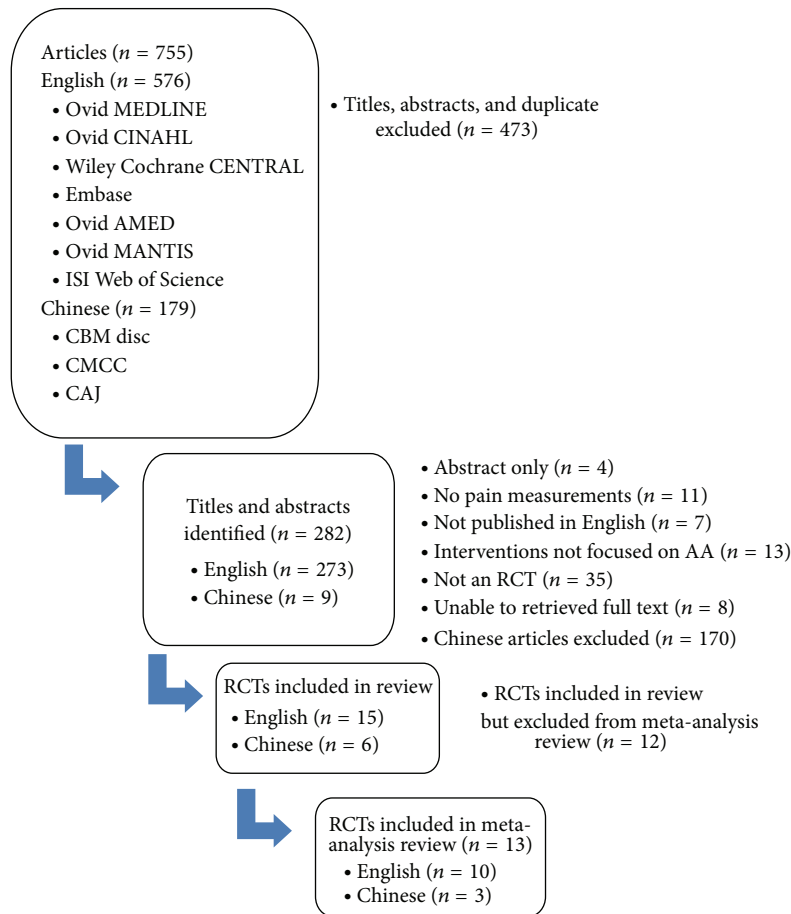 Articles (n = 755)
English (n = 576)
• Ovid MEDLINE
• Ovid CINAHL
• Wiley Cochrane CENTRAL
• Embase
• Ovid AMED
• Ovid MANTIS
• ISI Web of Science
Chinese (n = 179)
• CBM disc
• CMCC
• CAJ
• Titles, abstracts, and duplicate
excluded (n = 473)
Titles and abstracts
identified (n = 282)
• English (n = 273)
• Chinese (n = 9)
• Abstract only (n = 4)
• No pain measurements (n = 11)
• Not published in English (n = 7)
• Interventions not focused on AA (n = 13)
• Not an RCT (n = 35)
• Unable to retrieved full text (n = 8)
• Chinese articles excluded (n = 170)
RCTs included in review
• English (n = 15)
• Chinese (n = 6)
• RCTs included in review
but excluded from meta-analysis
review (n = 12)
RCTs included in meta-
analysis review (n = 13)
• English (n = 10)
• Chinese (n = 3)